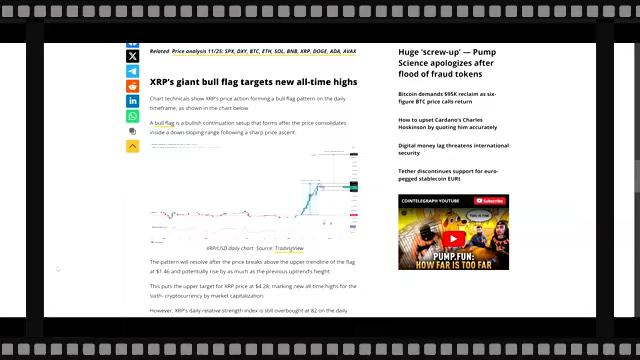 Related Price analysis 11/25: SPX, DXY, BTC, ETH, SOL, BNB, XRP, DOGE, ADA, AVAX
XRP’s giant bull flag targets new all-time highs
Chart technicals show XRP’s price action forming a bull flag pattern on the daily
timeframe, as shown in the chart below.
A bull flag is a bullish continuation setup that forms after the price consolidates
inside a down-sloping range following a sharp price ascent.
XRP/USD daily chart. Source: TradingView
The pattern will resolve after the price breaks above the upper trendline of the flag
at $1.46 and potentially rise by as much as the previous uptrend’s height.
This puts the upper target for XRP price at $4.28, marking new all-time highs for the
sixth- cryptocurrency by market capitalization.
However, XRP’s daily relative strength index is still overbought at 82 on the daily
Huge ‘screw-up’ — Pump
Science apologizes after
flood of fraud tokens
Bitcoin demands $95K reclaim as six-
figure BTC price calls return
How to upset Cardano’s Charles
Hoskinson by quoting him accurately
Digital money lag threatens international
security
Tether discontinues support for euro-
pegged stablecoin EURt
COINTELEGRAPH YOUTUBE
Subscribe
THIS IS FINE
PUMP.FUN:
HOW FAR IS TOO FAR